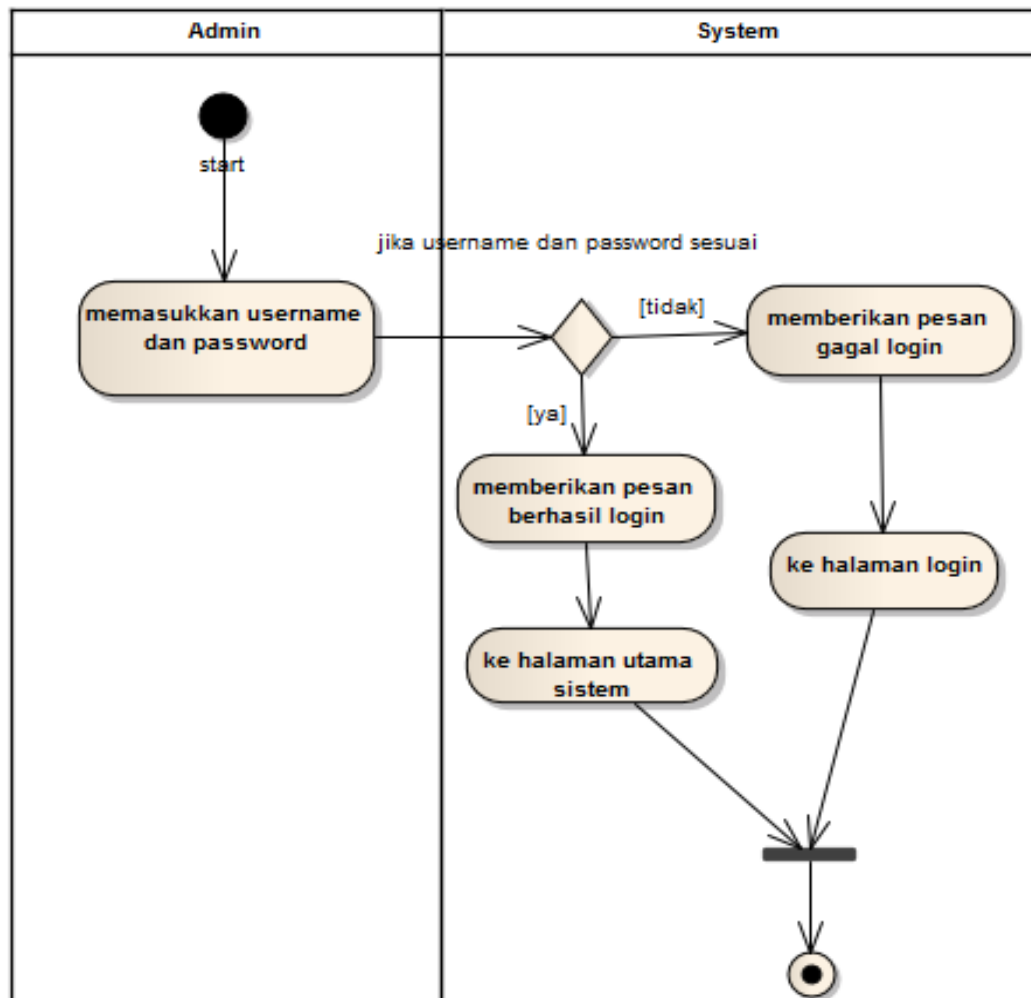 Admin
System
start
jika username dan password sesuai
memasukkan username
dan password
[tidak]
memberikan pesan
gagal login
[ya]
memberikan pesan
berhasil login
ke halaman login
ke halaman utama
sistem